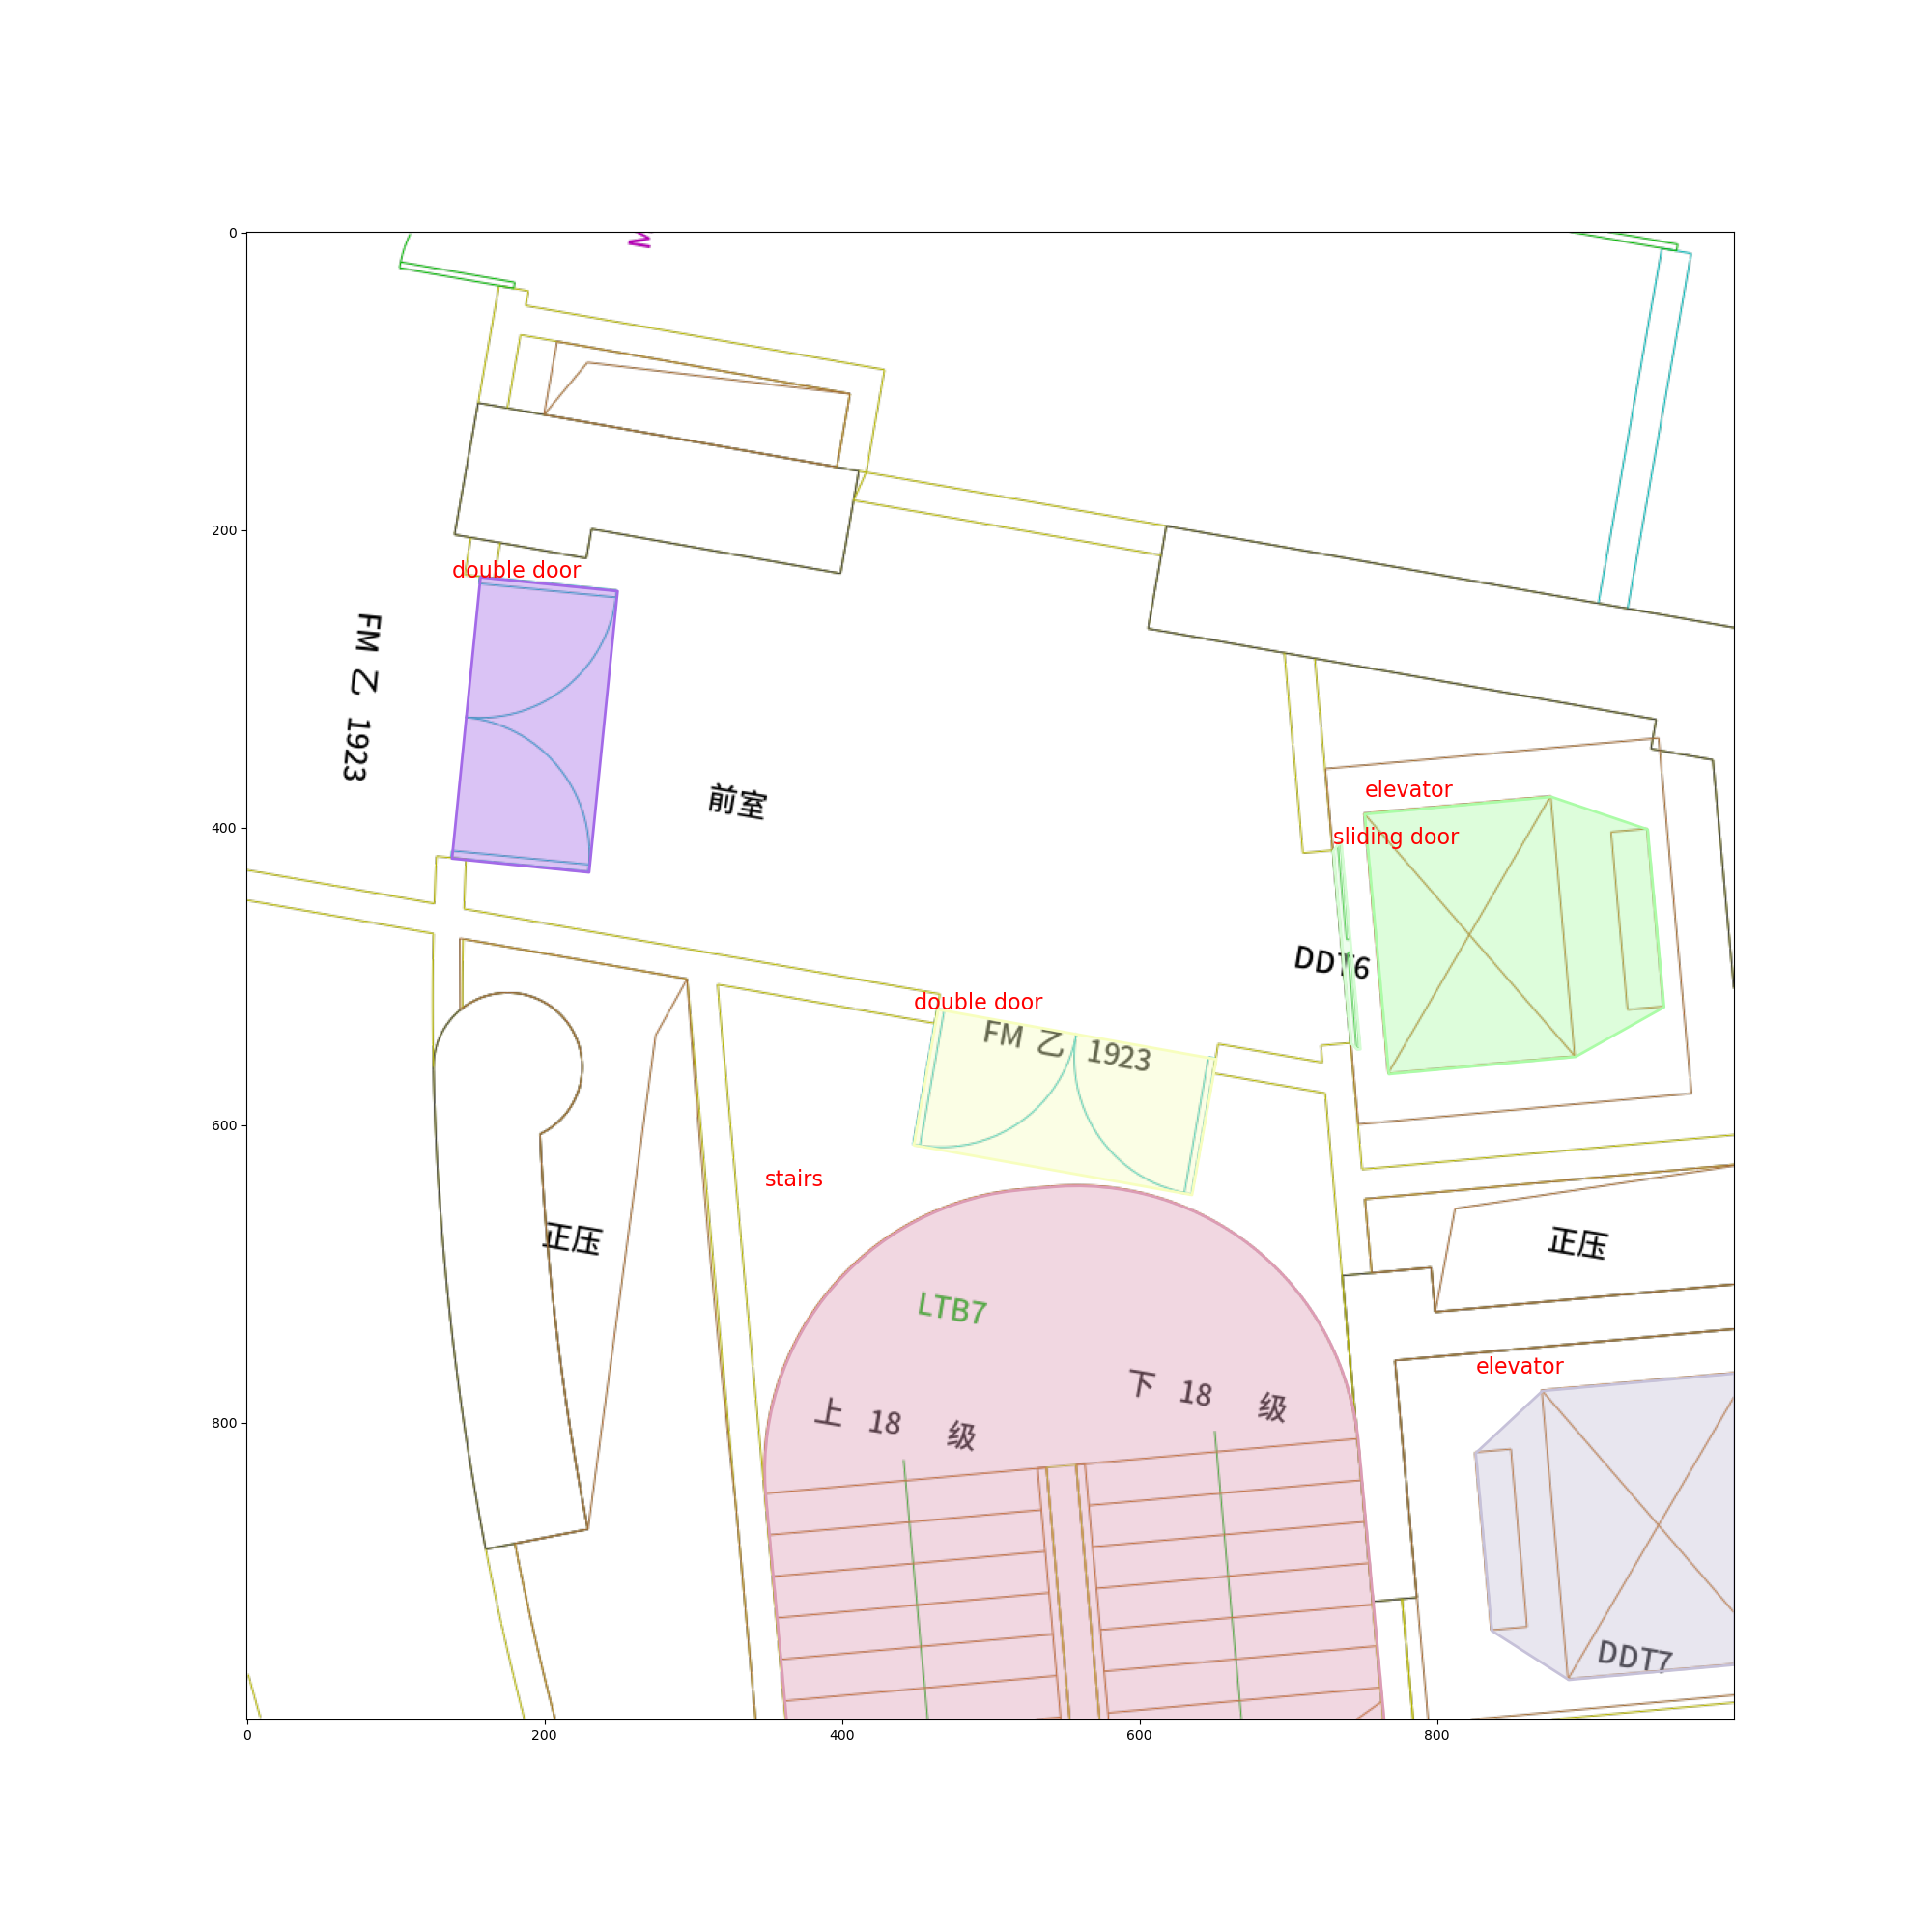 0
200
400
600
800
0
200
400
600
800
double door
FM 乙 1923
前室
elevator
sliding door
DDT6
double door
FM 乙 1923
stairs
正压
正压
LTB7
elevator
上 18 级
下 18 级
DDT7